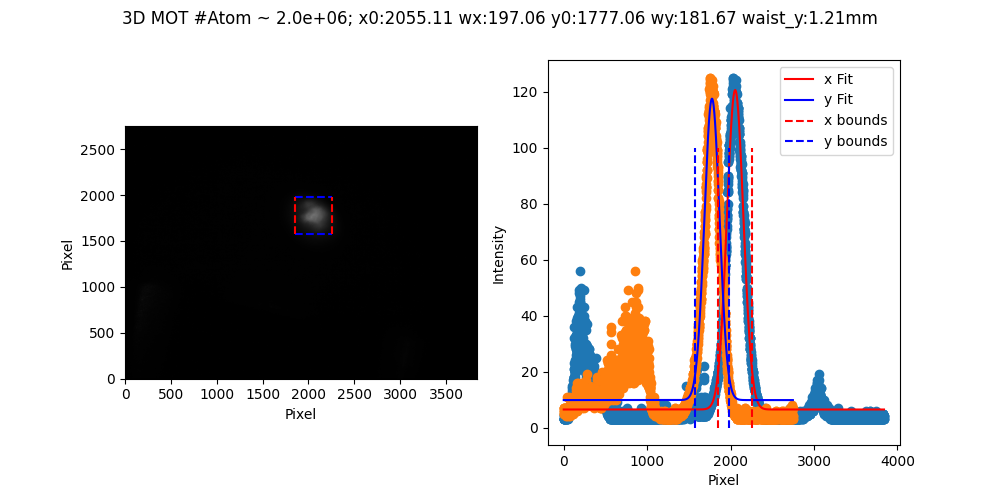 3D MOT #Atom ~ 2.0e+06; x0:2055.11 wx:197.06 y0:1777.06 wy:181.67 waist_y:1.21mm
2500
2000
1500
1000
500
0
Pixel
0 500 1000 1500 2000 2500 3000 3500
Pixel
120
100
80
60
40
20
0
Intensity
0 1000 2000 3000 4000
Pixel
x Fit
y Fit
x bounds
y bounds